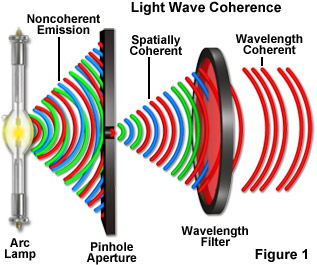 Light Wave Coherence
Noncoherent
Emission
Spatially
Coherent
Wavelength
Coherent
Arc
Lamp
Pinhole
Aperture
Wavelength
Filter
Figure 1